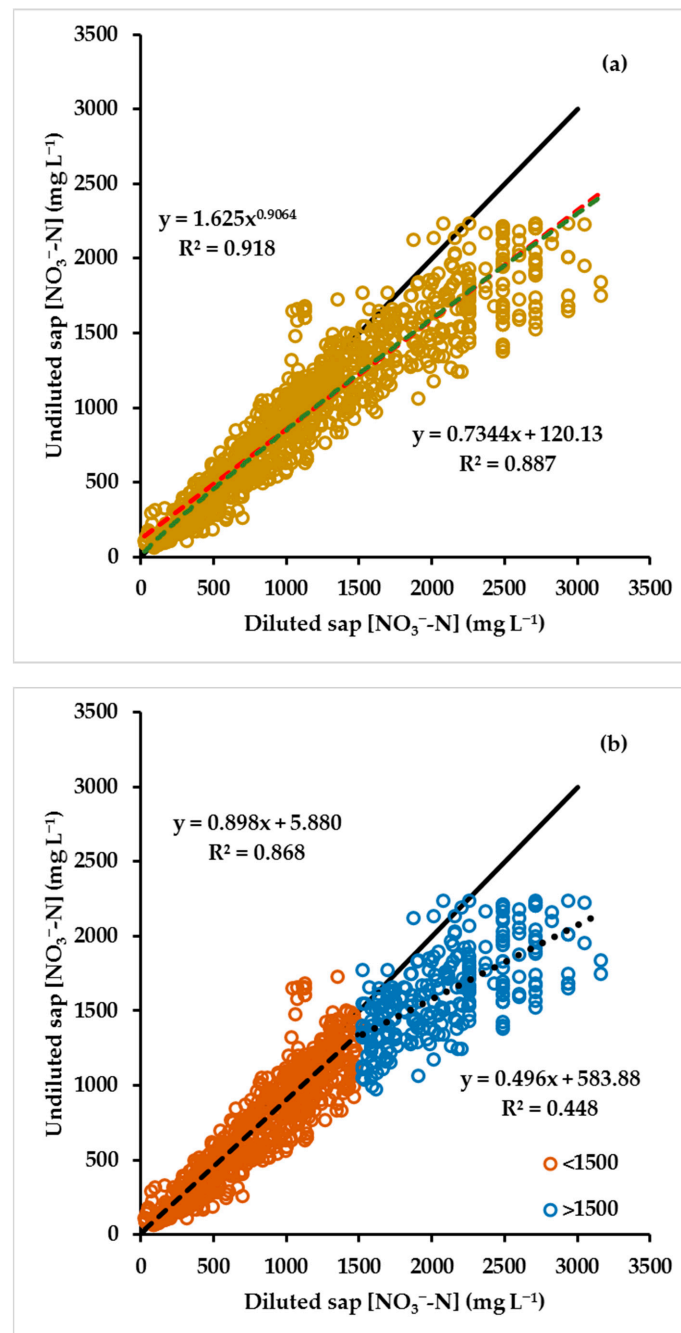 3500
(a)
3000
2500
y = 1.625x^0.9064
R² = 0.918
2000
1500
1000
y = 0.7344x + 120.13
R² = 0.887
500
0
0 500 1000 1500 2000 2500 3000 3500
Undiluted sap [NO₃⁻-N] (mg L⁻¹)
Diluted sap [NO₃⁻-N] (mg L⁻¹)
3500
(b)
3000
2500
y = 0.898x + 5.880
R² = 0.868
2000
1500
1000
y = 0.496x + 583.88
R² = 0.448
500
<1500
>1500
0
0 500 1000 1500 2000 2500 3000 3500
Undiluted sap [NO₃⁻-N] (mg L⁻¹)
Diluted sap [NO₃⁻-N] (mg L⁻¹)